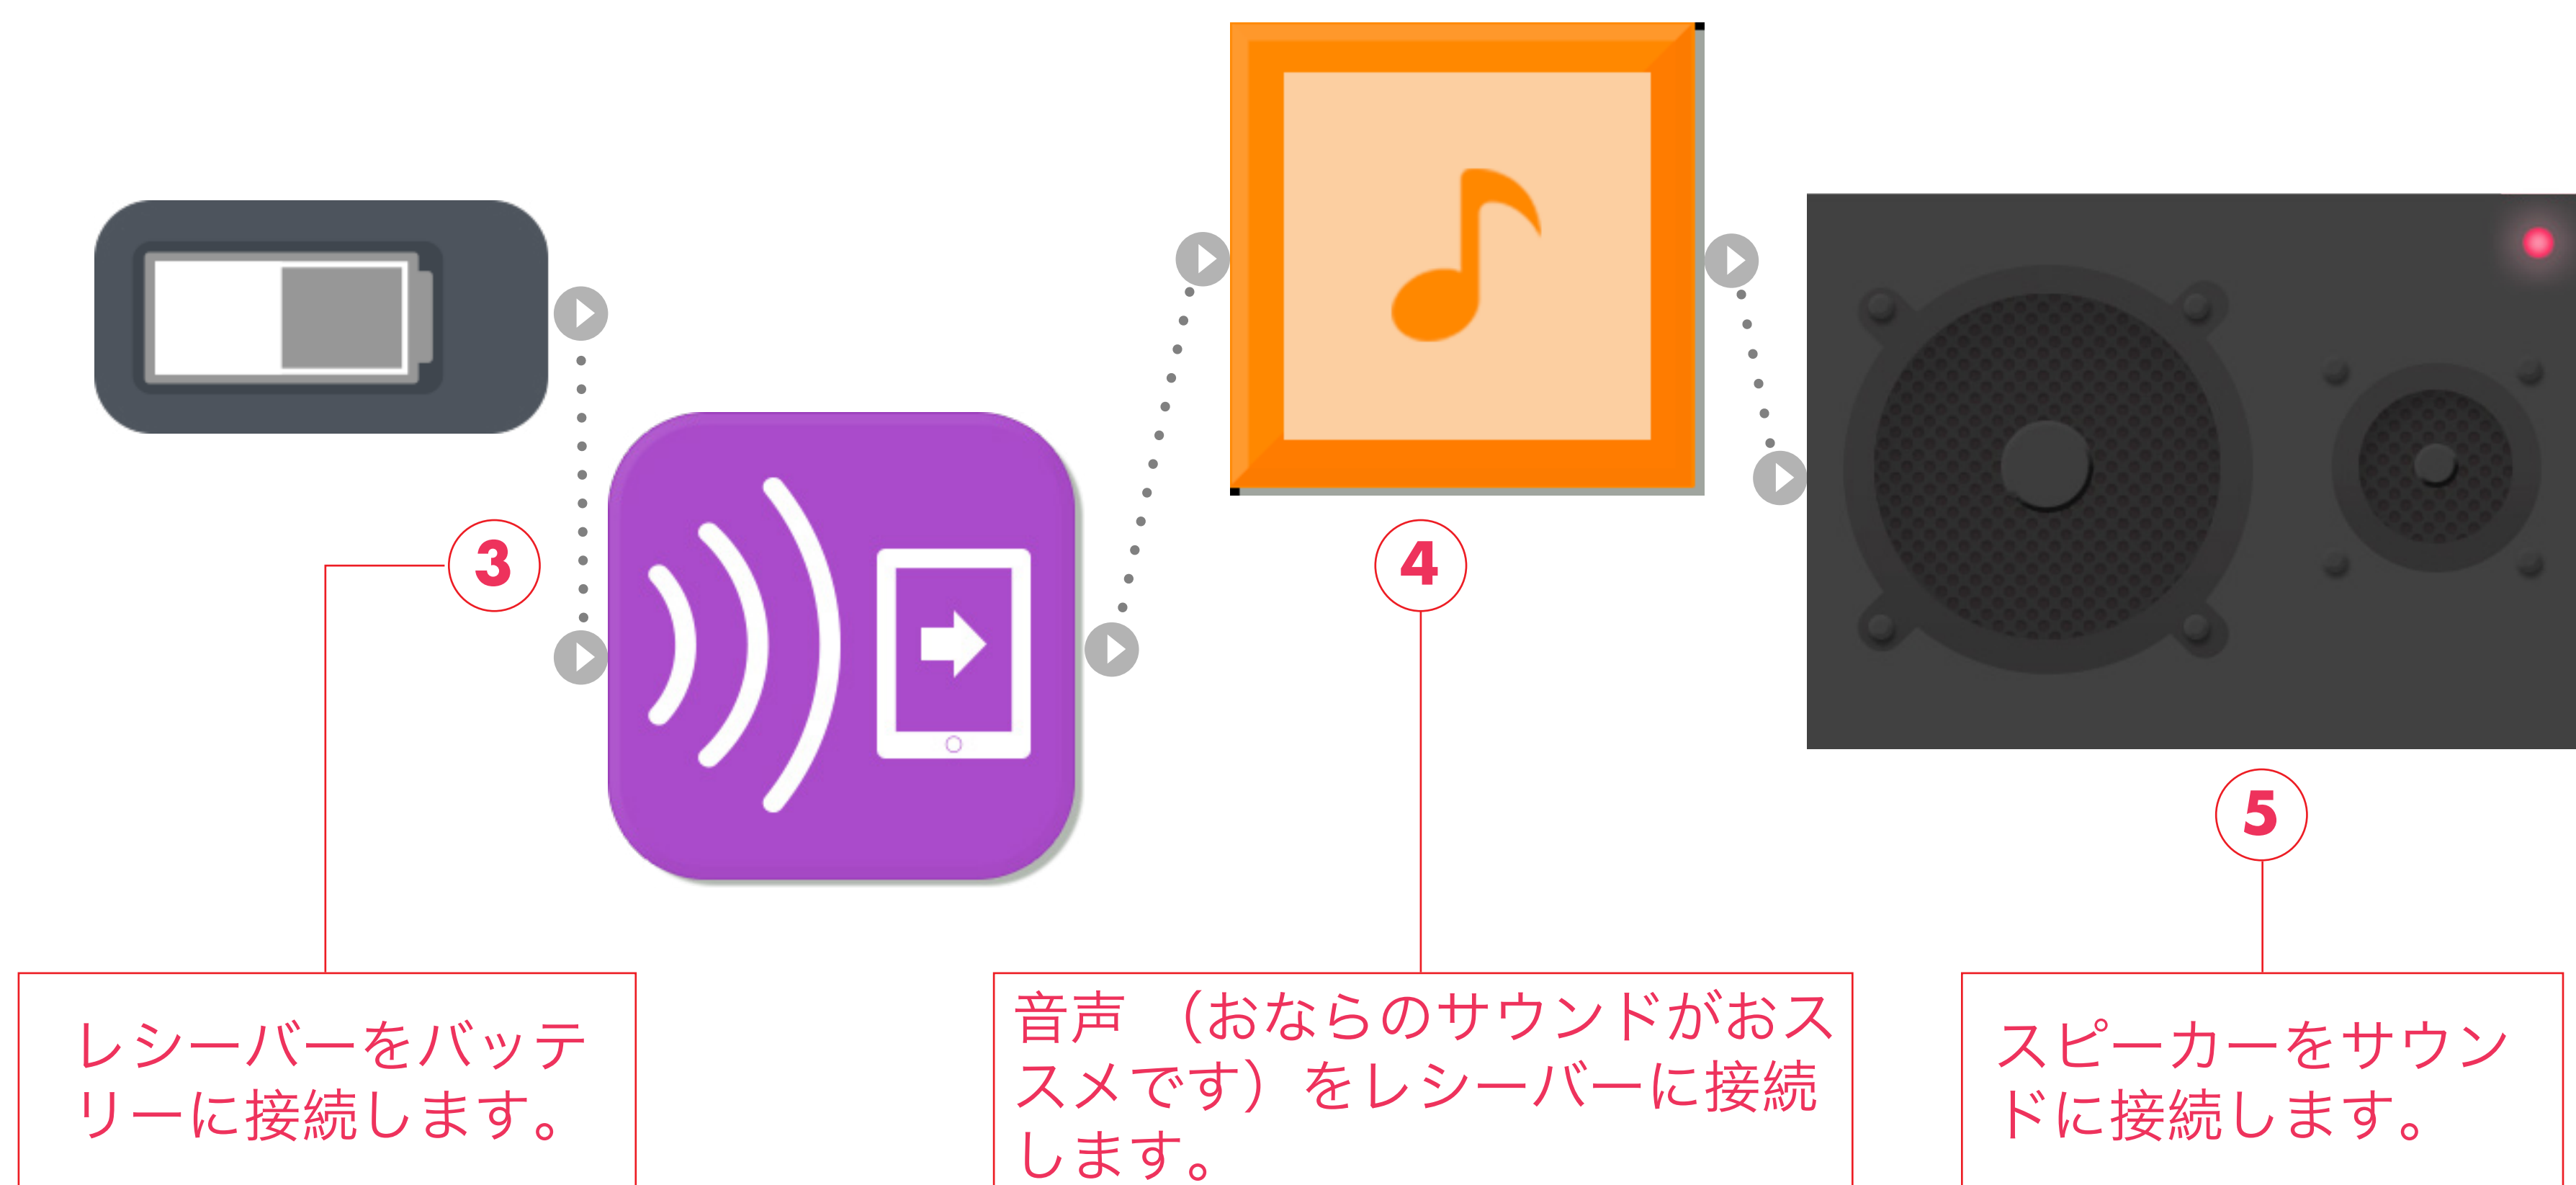 3
4
5
レシーバーをバッテ
リーに接続します。
音声 （おならのサウンドがおス
スメです）をレシーバーに接続
します。
スピーカーをサウン
ドに接続します。